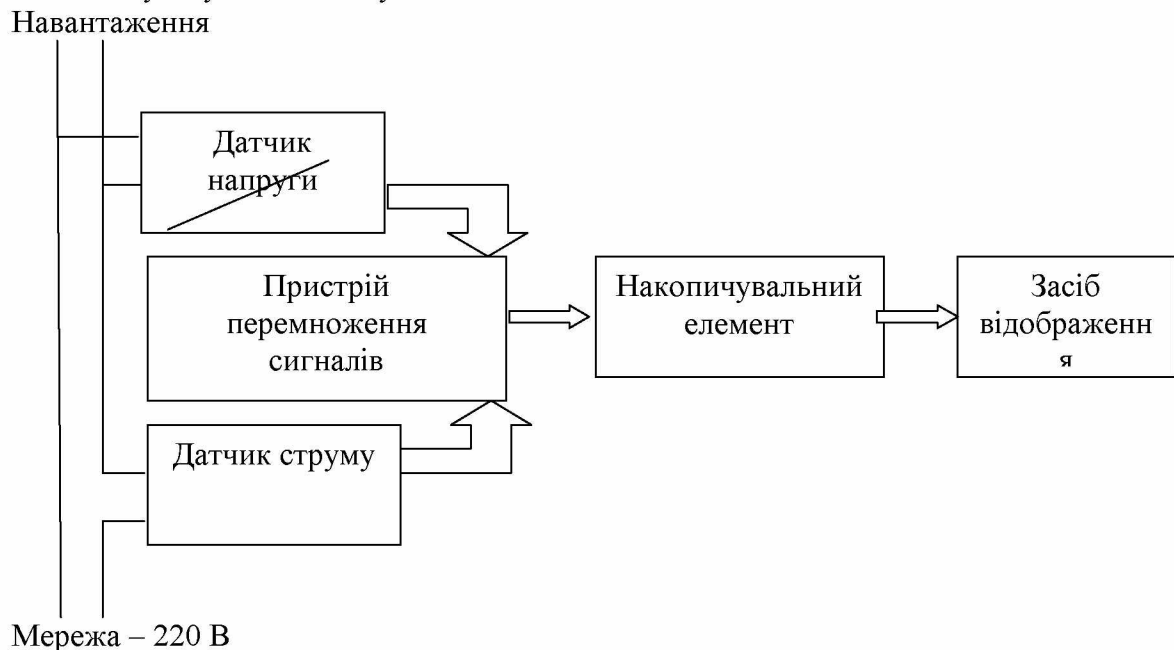 Навантаження
Датчик
напруги
Пристрій
перемноження
сигналів
Накопичувальний
елемент
Засіб
відображенн
я
Датчик струму
Мережа – 220 В